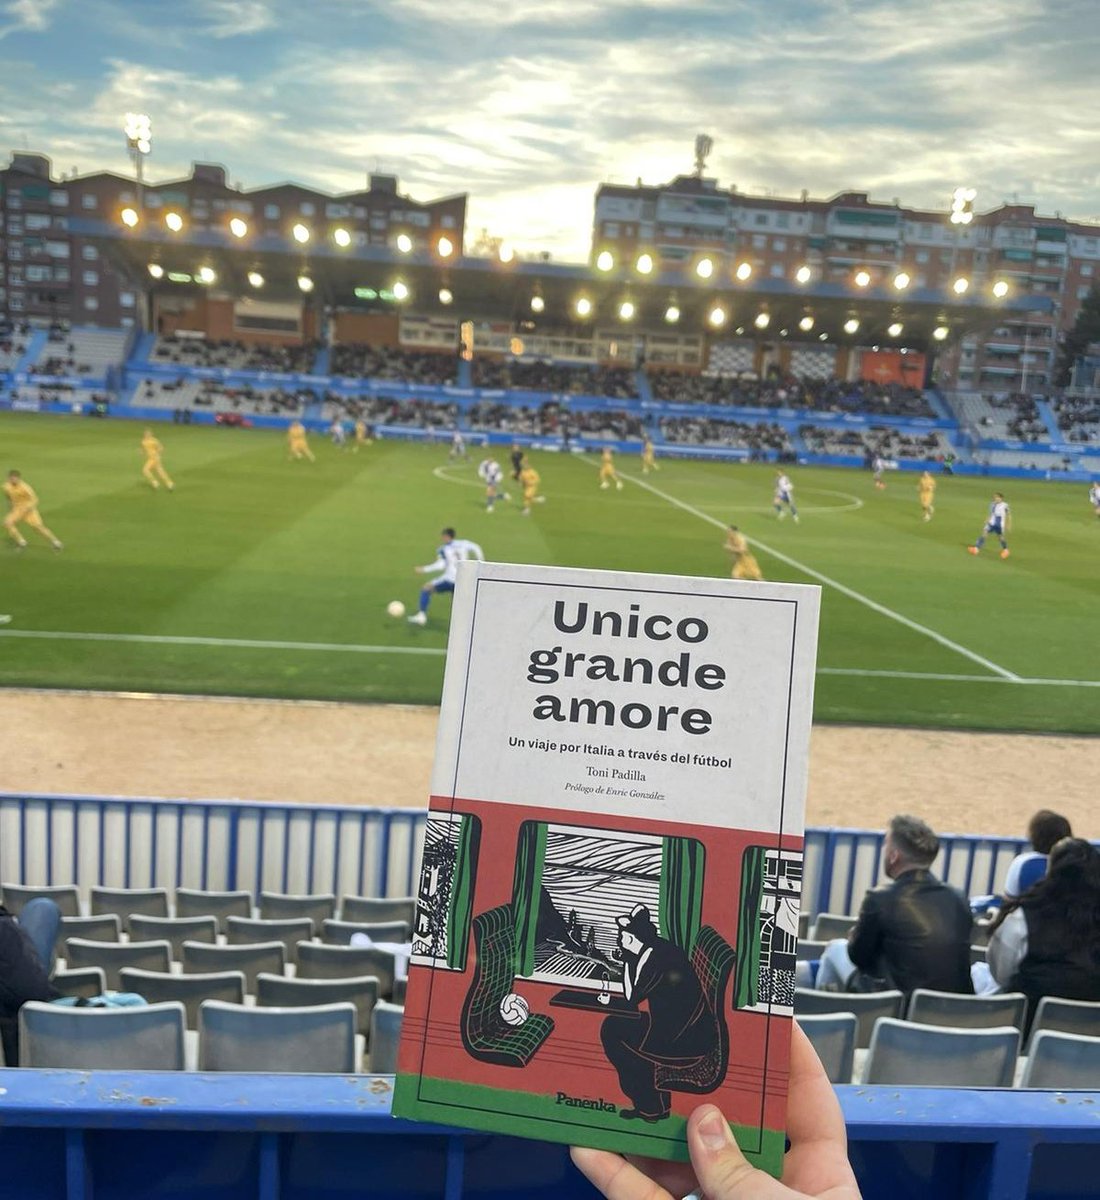 Unico
grande
amore
Un viaje por Italia a través del fútbol
Toni Padilla
Prólogo de Enric González
Panenka